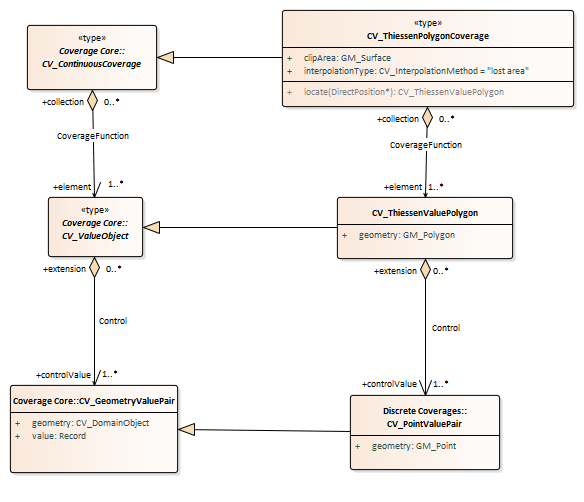 «type»
Coverage Core::
CV_ContinuousCoverage
«type»
CV_ThiessenPolygonCoverage
+ clipArea: GM_Surface
+ interpolationType: CV_InterpolationMethod = "lost area"
+ locate(DirectPosition*): CV_ThiessenValuePolygon
+collection 0..*
CoverageFunction
+element 1..*
+collection 0..*
CoverageFunction
+element 1..*
«type»
Coverage Core::
CV_ValueObject
CV_ThiessenValuePolygon
+ geometry: GM_Polygon
+extension 0..*
Control
+controlValue 1..*
+extension 0..*
Control
+controlValue 1..*
Coverage Core::CV_GeometryValuePair
+ geometry: CV_DomainObject
+ value: Record
Discrete Coverages::
CV_PointValuePair
+ geometry: GM_Point